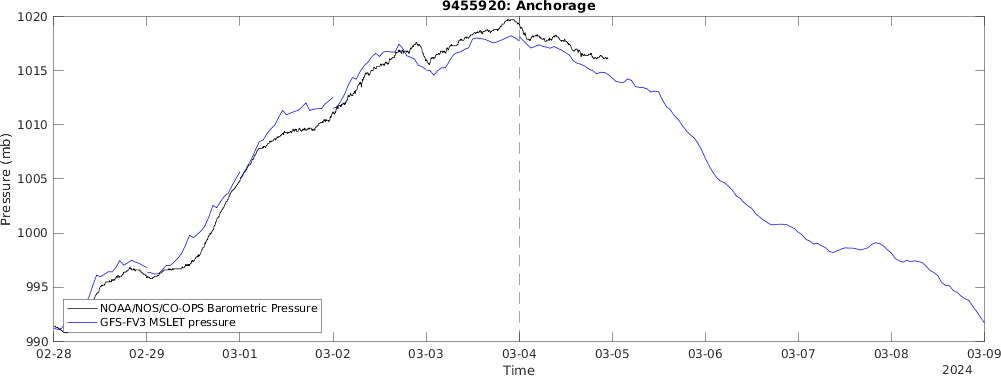 9455920: Anchorage
1020
1015
1010
1005
1000
995
990
Pressure (mb)
NOAA/NOS/CO-OPS Barometric Pressure
GFS-FV3 MSLET pressure
02-28 02-29 03-01 03-02 03-03 03-04 03-05 03-06 03-07 03-08 03-09
Time
2024